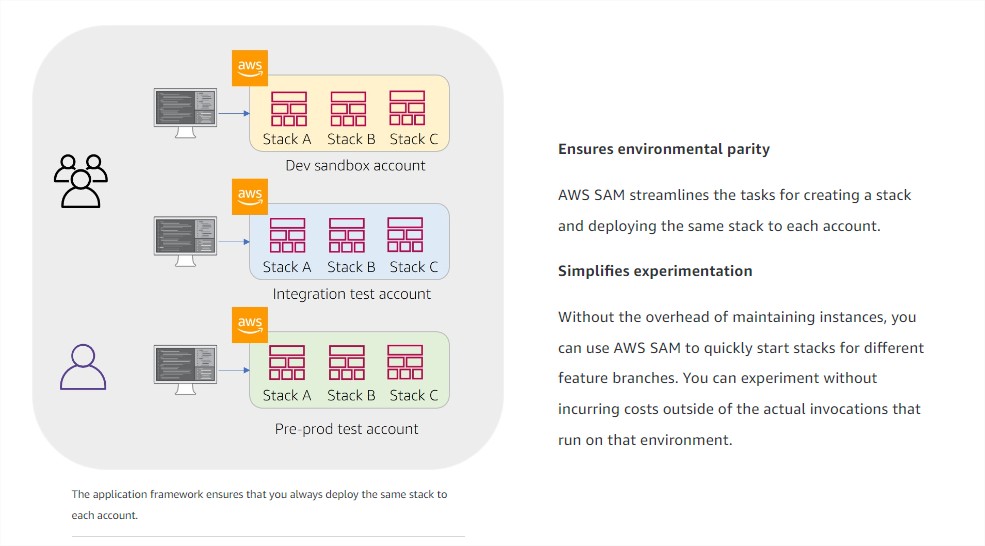 aws
Stack A Stack B Stack C
Dev sandbox account
aws
Stack A Stack B Stack C
Integration test account
aws
Stack A Stack B Stack C
Pre-prod test account
The application framework ensures that you always deploy the same stack to
each account.
Ensures environmental parity
AWS SAM streamlines the tasks for creating a stack
and deploying the same stack to each account.
Simplifies experimentation
Without the overhead of maintaining instances, you
can use AWS SAM to quickly start stacks for different
feature branches. You can experiment without
incurring costs outside of the actual invocations that
run on that environment.